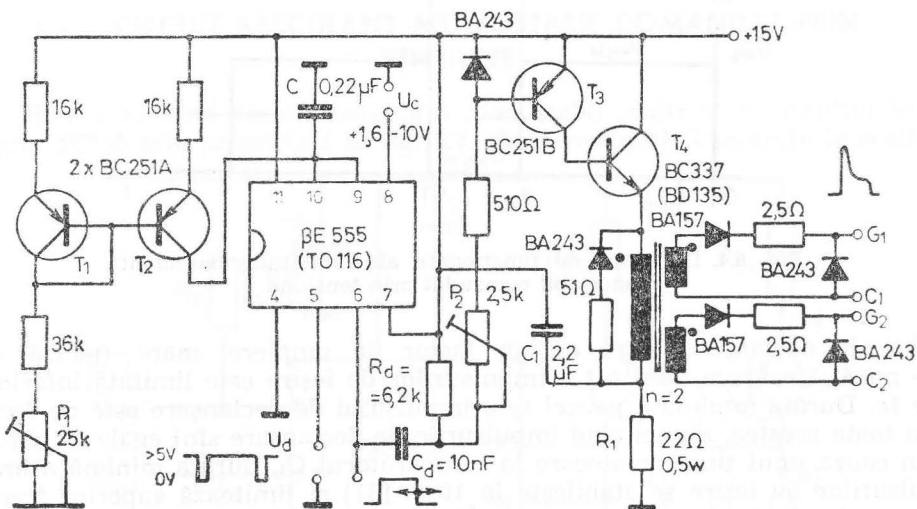 BA 243
+15V
16k
16k
C
0,22µF
Uc
+1,6 -10V
T3
2 x BC251A
BC251B
T4
BC337
(BD135)
11 10 9 8
510Ω
BA157
2,5Ω
G1
T1
T2
βE 555
(TO116)
BA243
BA243
51Ω
C1
G2
4 5 6 7
P2
2,5k
36k
C1 2,2
µF
BA157
2,5Ω
BA243
Rd =
=6,2k
C2
n=2
P1
25k
Ud
>5V
0V
Cd=10nF
R1
22Ω
0,5w